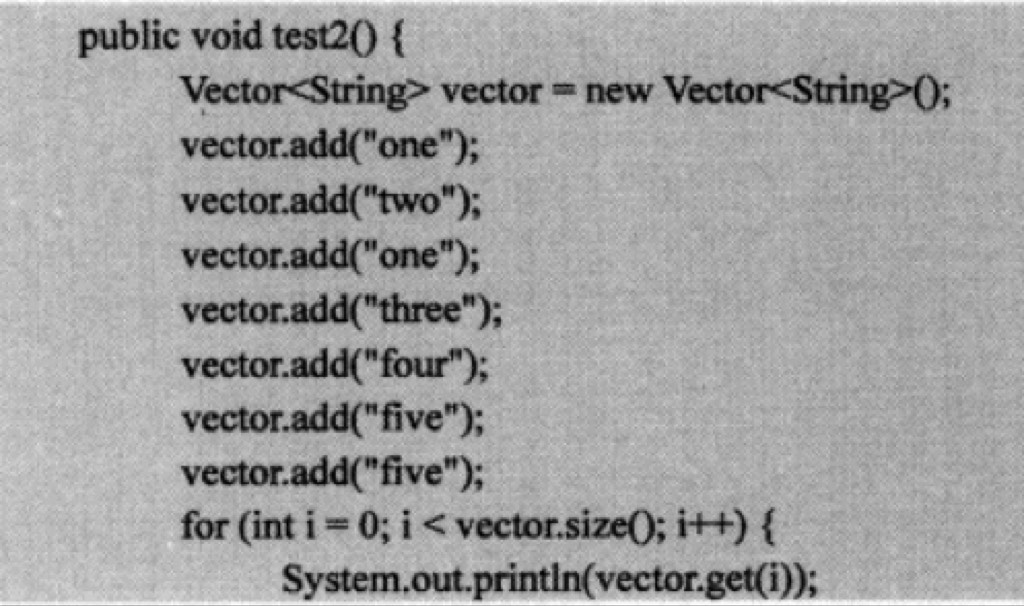 public void test2() {
Vector<String> vector = new Vector<String>();
vector.add("one");
vector.add("two");
vector.add("one");
vector.add("three");
vector.add("four");
vector.add("five");
vector.add("five");
for (int i = 0; i < vector.size(); i++) {
System.out.println(vector.get(i));